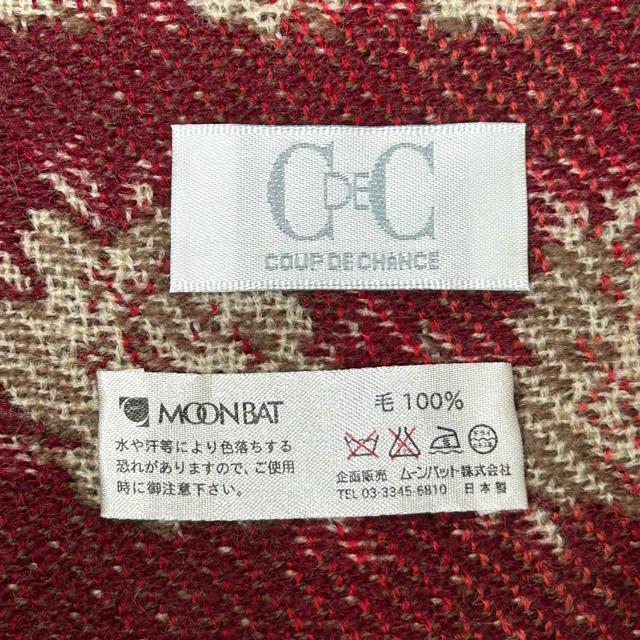 C DE C
COUP DE CHANCE
MOONBAT
毛 100%
水や汗等により色落ちする
恐れがありますので、ご使用
時に御注意下さい。
企画販売 ムーンバット株式会社
TEL 03-3345-6810 日本製